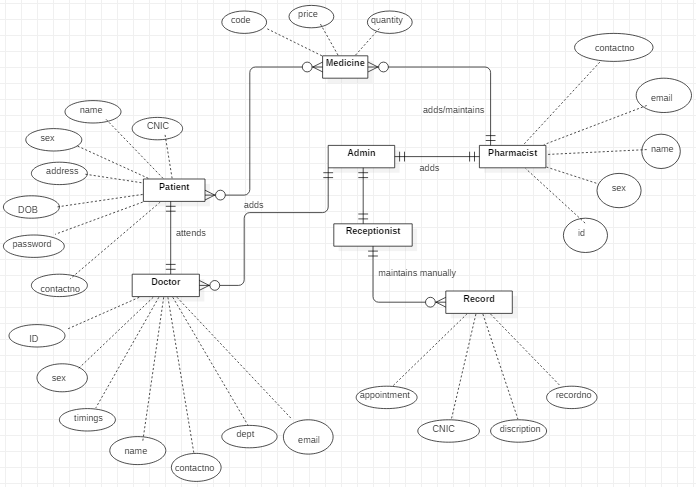 code
price
quantity
Medicine
contactno
email
name
sex
id
adds/maintains
Pharmacist
Admin
adds
name
CNIC
sex
address
DOB
password
contactno
Patient
adds
attends
Receptionist
maintains manually
Doctor
Record
ID
sex
timings
name
contactno
dept
email
appointment
CNIC
discription
recordno